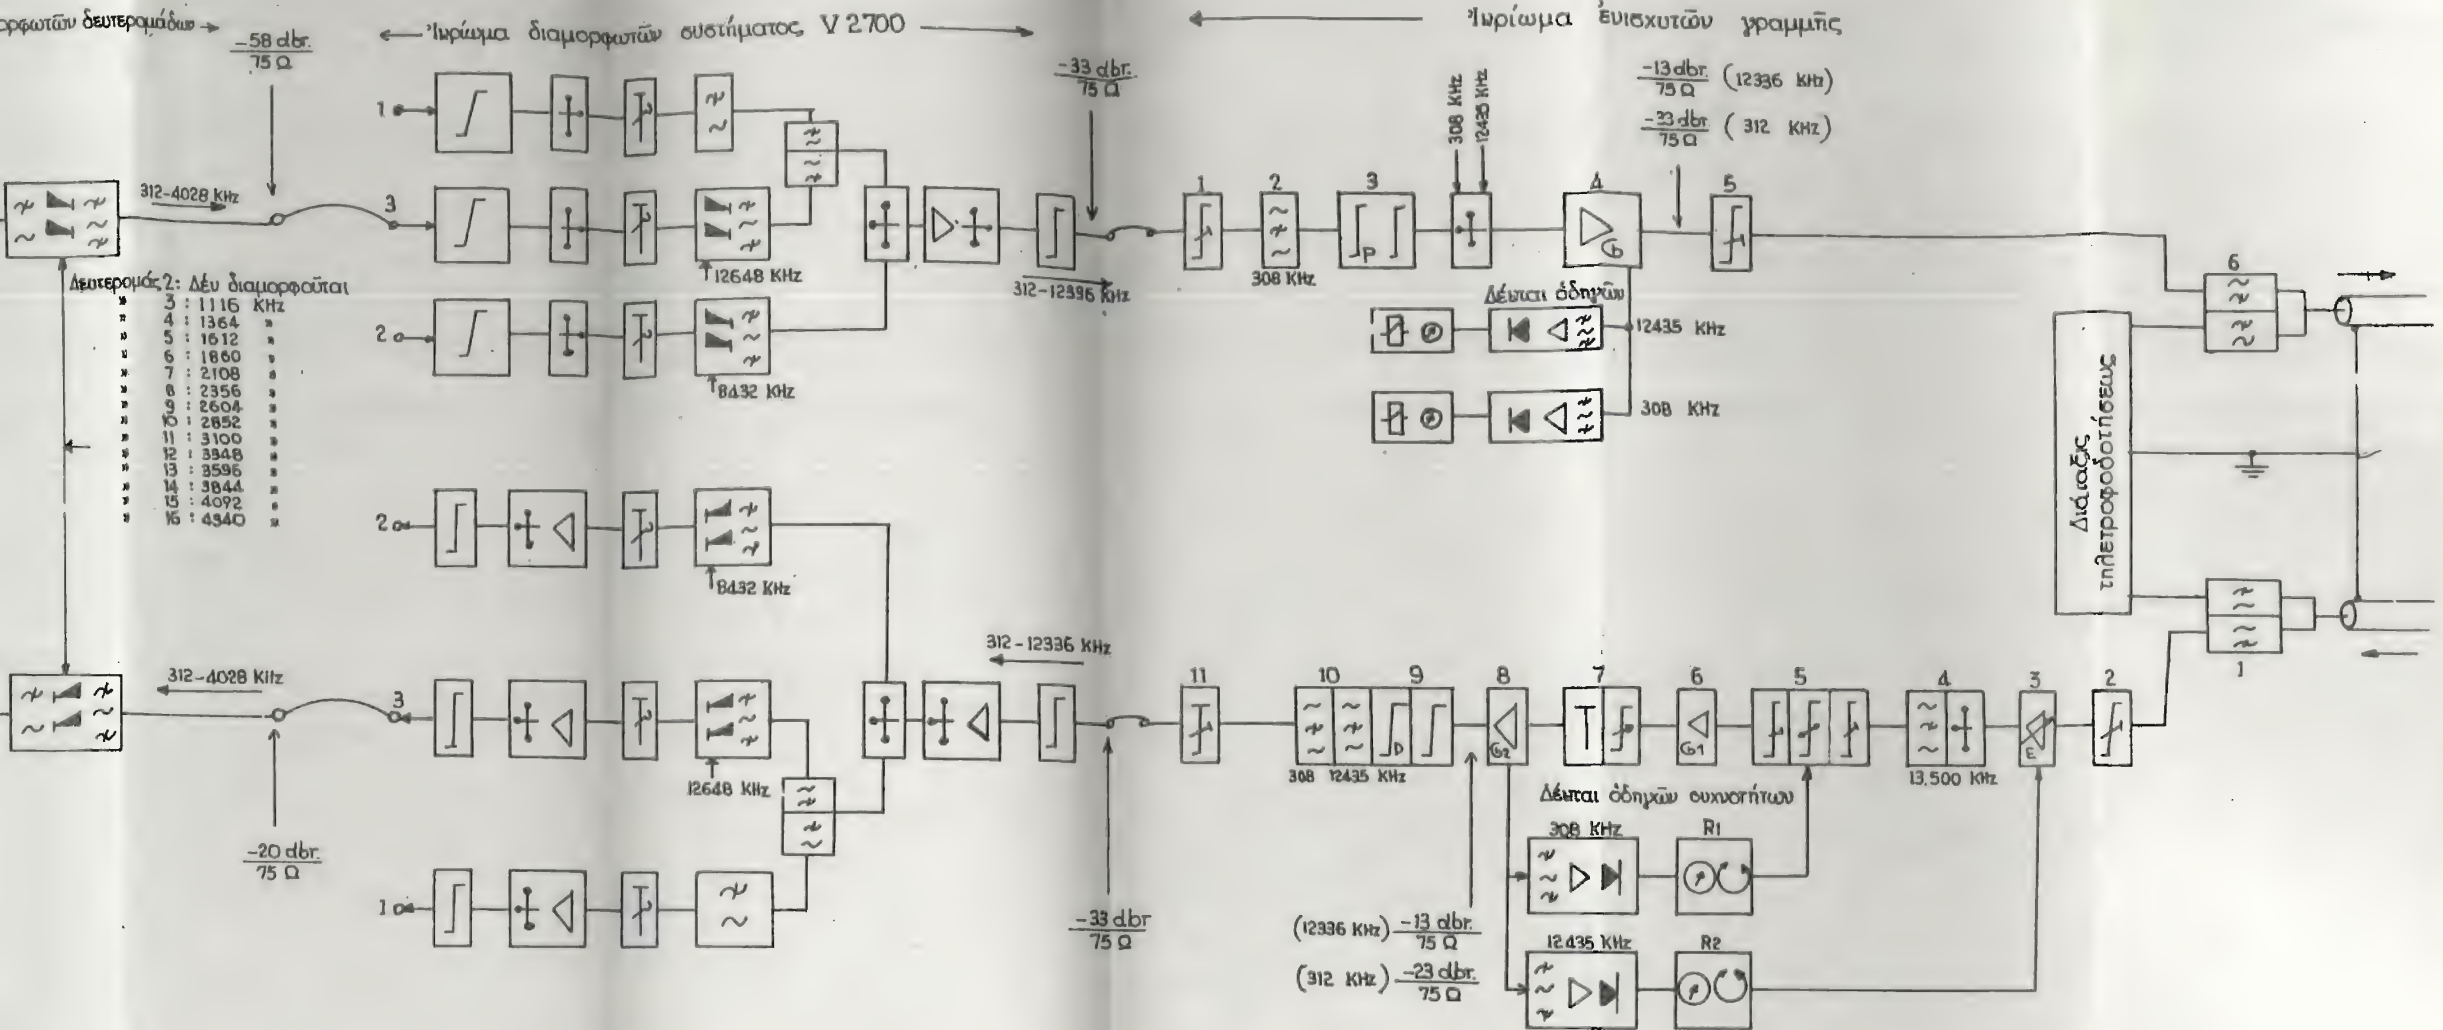 ορφωτῶν δευτερομάδων →
← Ἰκρίωμα διαμορφωτῶν συστήματος V 2700 →
← Ἰκρίωμα ἐνισχυτῶν γραμμῆς
-58 dbr.
75 Ω
-33 dbr.
75 Ω
308 KHz
12435 KHz
-13 dbr. (12336 KHz)
75 Ω
-33 dbr (312 KHz)
75 Ω
1
312-4028 KHz
3
12648 KHz
312-12336 KHz
1
2
308 KHz
3
P
4
G
5
6
Δευτερομάς 2: Δέν διαμορφοῦται
" 3 : 1116 KHz
" 4 : 1364 "
" 5 : 1612 "
" 6 : 1860 "
" 7 : 2108 "
" 8 : 2356 "
" 9 : 2604 "
" 10 : 2852 "
" 11 : 3100 "
" 12 : 3348 "
" 13 : 3596 "
" 14 : 3844 "
" 15 : 4092 "
" 16 : 4340 "
2
8432 KHz
Δέκται ὁδηγῶν
12435 KHz
308 KHz
Διάταξις
τηλετροφοδοτήσεως
2
8432 KHz
312-4028 KHz
3
12648 KHz
312-12336 KHz
11
10
9
8
7
6
5
4
3
2
1
308
12435 KHz
D
G2
G1
13.500 KHz
E
-20 dbr.
75 Ω
1
-33 dbr
75 Ω
Δέκται ὁδηγῶν συχνοτήτων
308 KHz
R1
(12336 KHz) -13 dbr.
75 Ω
(312 KHz) -23 dbr.
75 Ω
12435 KHz
R2